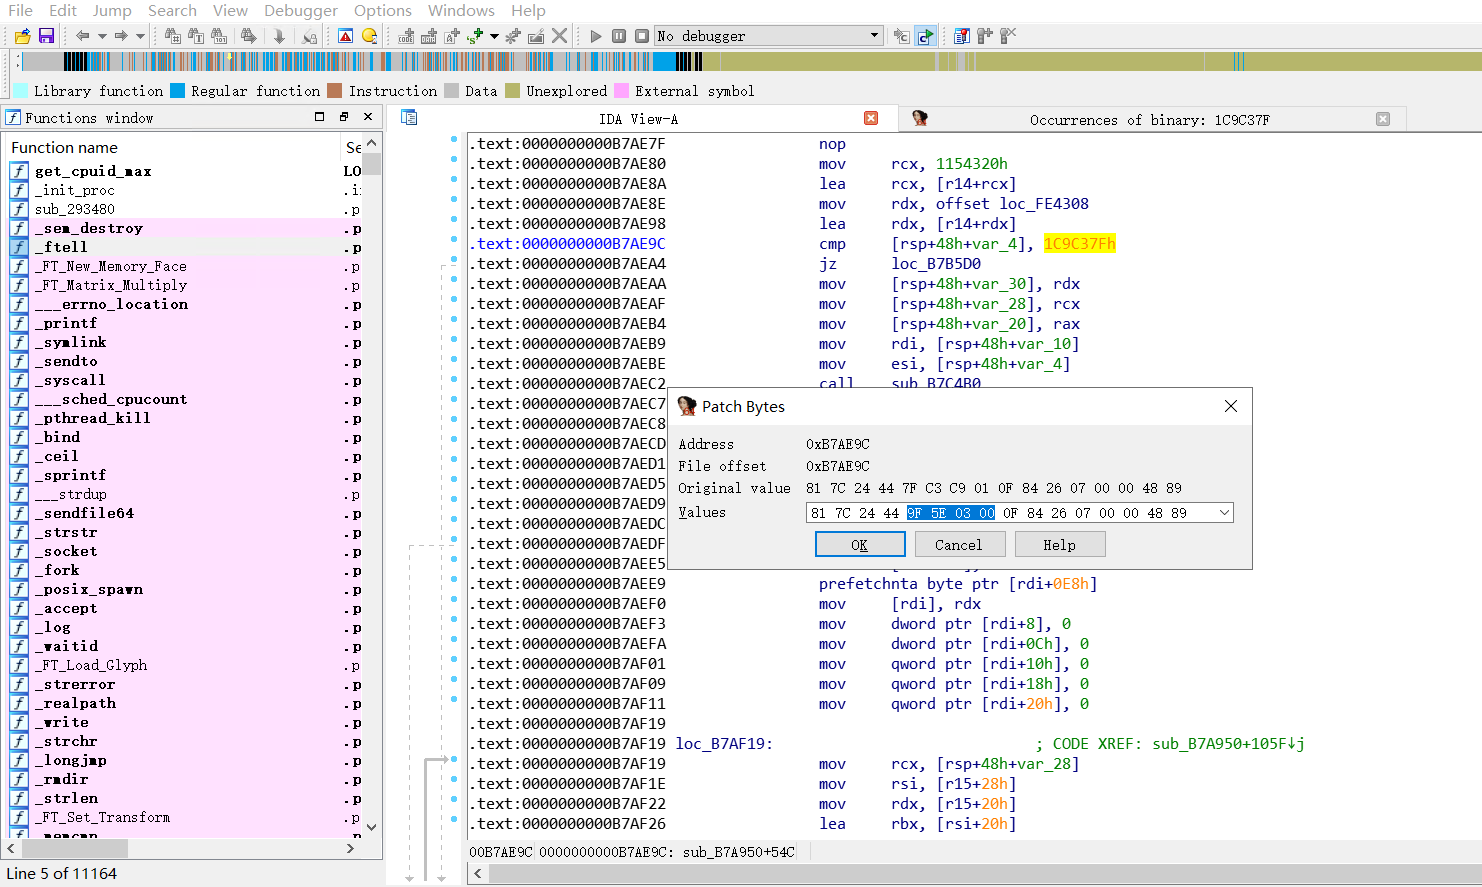 File Edit Jump Search View Debugger Options Windows Help
No debugger
Library function Regular function Instruction Data Unexplored External symbol
Functions window
IDA View-A
Occurrences of binary: 1C9C37F
Function name Se
get_cpuid_max LO
_init_proc .i
sub_293480 .p
_sem_destroy .p
_ftell .p
_FT_New_Memory_Face .p
_FT_Matrix_Multiply .p
___errno_location .p
_printf .p
_symlink .p
_sendto .p
_syscall .p
___sched_cpucount .p
_pthread_kill .p
_bind .p
_ceil .p
_sprintf .p
___strdup .p
_sendfile64 .p
_strstr .p
_socket .p
_fork .p
_posix_spawn .p
_accept .p
_log .p
_waitid .p
_FT_Load_Glyph .p
_strerror .p
_realpath .p
_write .p
_strchr .p
_longjmp .p
_rmdir .p
_strlen .p
_FT_Set_Transform .p
Line 5 of 11164
.text:0000000000B7AE7F nop
.text:0000000000B7AE80 mov rcx, 1154320h
.text:0000000000B7AE8A lea rcx, [r14+rcx]
.text:0000000000B7AE8E mov rdx, offset loc_FE4308
.text:0000000000B7AE98 lea rdx, [r14+rdx]
.text:0000000000B7AE9C cmp [rsp+48h+var_4], 1C9C37Fh
.text:0000000000B7AEA4 jz loc_B7B5D0
.text:0000000000B7AEAA mov [rsp+48h+var_30], rdx
.text:0000000000B7AEAF mov [rsp+48h+var_28], rcx
.text:0000000000B7AEB4 mov [rsp+48h+var_20], rax
.text:0000000000B7AEB9 mov rdi, [rsp+48h+var_10]
.text:0000000000B7AEBE mov esi, [rsp+48h+var_4]
.text:0000000000B7AEC2 call sub_B7C4B0
.text:0000000000B7AEC7
.text:0000000000B7AEC8
.text:0000000000B7AECD
.text:0000000000B7AED1
.text:0000000000B7AED5
.text:0000000000B7AED9
.text:0000000000B7AEDC
.text:0000000000B7AEDF
.text:0000000000B7AEE5
.text:0000000000B7AEE9 prefetchnta byte ptr [rdi+0E8h]
.text:0000000000B7AEF0 mov [rdi], rdx
.text:0000000000B7AEF3 mov dword ptr [rdi+8], 0
.text:0000000000B7AEFA mov dword ptr [rdi+0Ch], 0
.text:0000000000B7AF01 mov qword ptr [rdi+10h], 0
.text:0000000000B7AF09 mov qword ptr [rdi+18h], 0
.text:0000000000B7AF11 mov qword ptr [rdi+20h], 0
.text:0000000000B7AF19
.text:0000000000B7AF19 loc_B7AF19: ; CODE XREF: sub_B7A950+105F↓j
.text:0000000000B7AF19 mov rcx, [rsp+48h+var_28]
.text:0000000000B7AF1E mov rsi, [r15+28h]
.text:0000000000B7AF22 mov rdx, [r15+20h]
.text:0000000000B7AF26 lea rbx, [rsi+20h]
00B7AE9C 0000000000B7AE9C: sub_B7A950+54C
Patch Bytes
Address 0xB7AE9C
File offset 0xB7AE9C
Original value 81 7C 24 44 7F C3 C9 01 0F 84 26 07 00 00 48 89
Values 81 7C 24 44 9F 5E 03 00 0F 84 26 07 00 00 48 89
OK Cancel Help